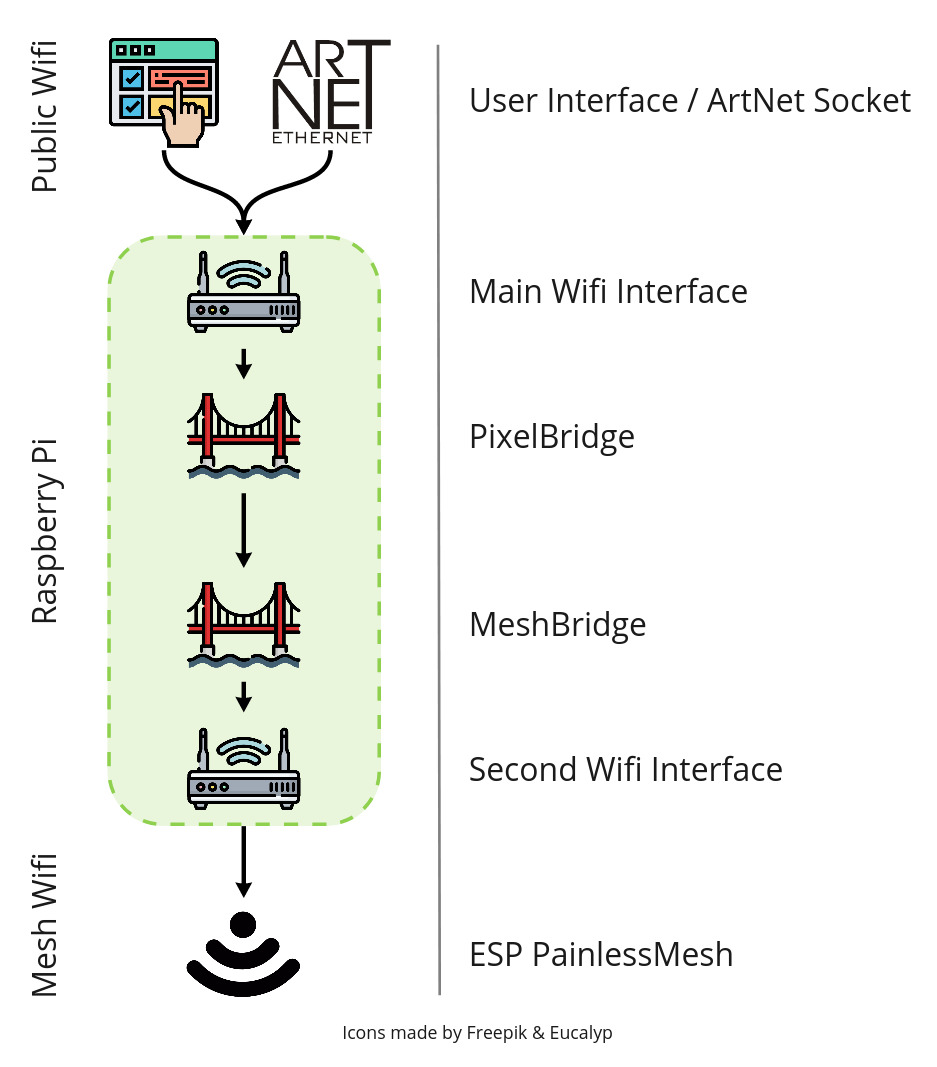 Public Wifi
ART
NET
ETHERNET
User Interface / ArtNet Socket
Main Wifi Interface
PixelBridge
Raspberry Pi
MeshBridge
Second Wifi Interface
Mesh Wifi
ESP PainlessMesh
Icons made by Freepik & Eucalyp